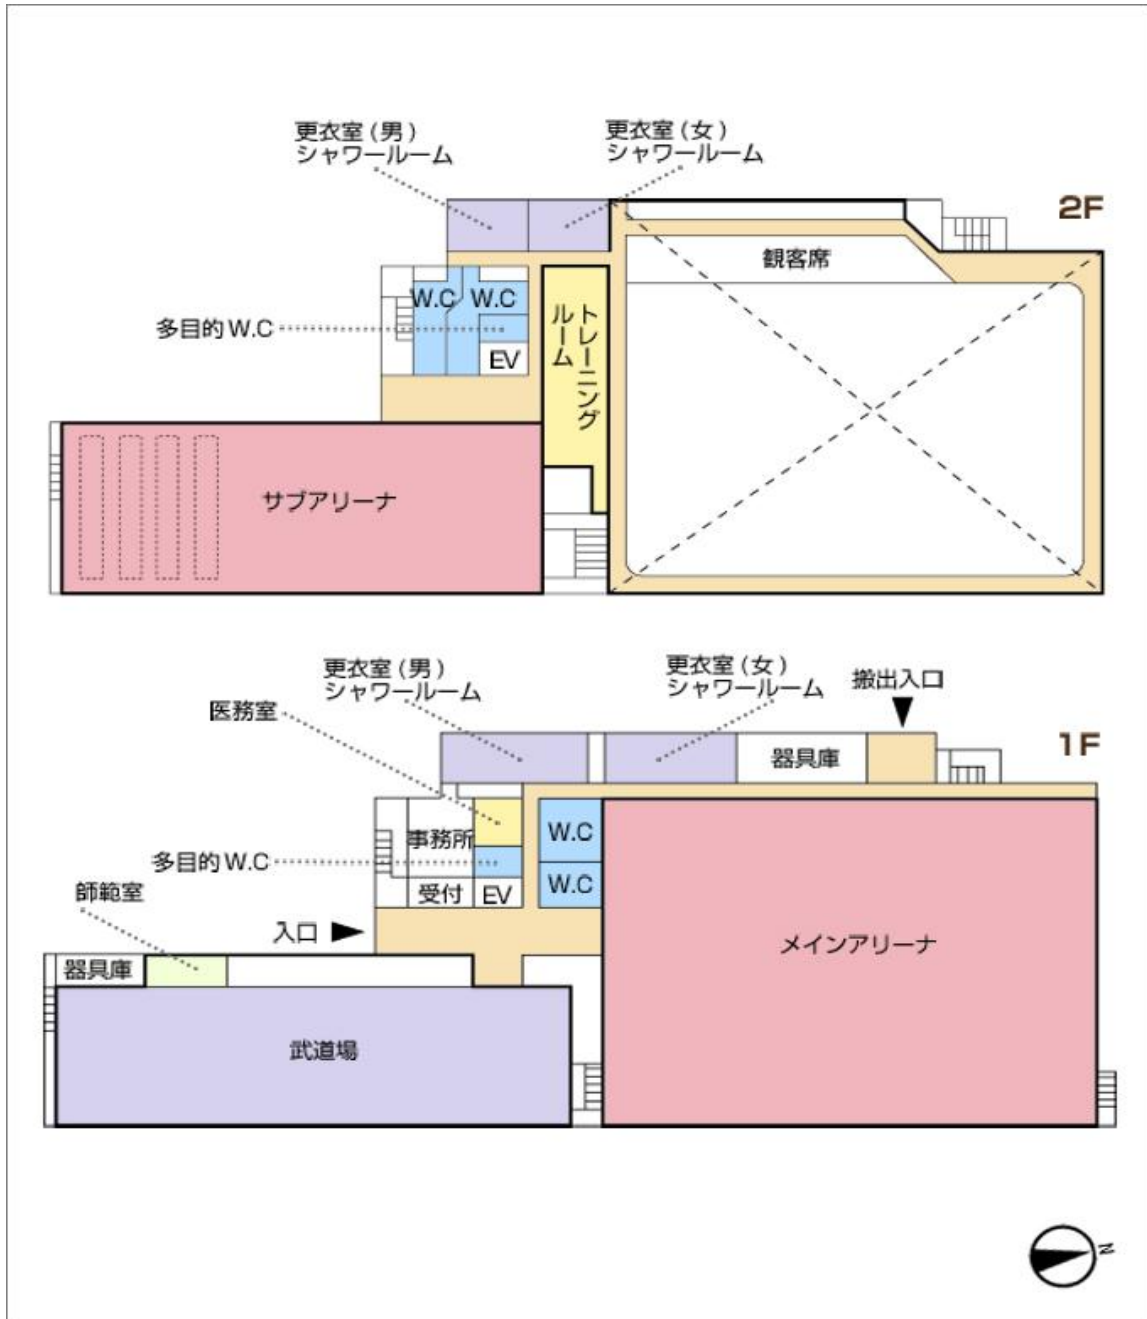 更衣室(男)
シャワールーム
更衣室(女)
シャワールーム
2F
観客席
W.C
W.C
多目的W.C
EV
トレーニング
ルーム
サブアリーナ
更衣室(男)
シャワールーム
更衣室(女)
シャワールーム
搬出入口
医務室
1F
器具庫
W.C
事務所
多目的W.C
W.C
師範室
受付
EV
入口
メインアリーナ
器具庫
武道場
N